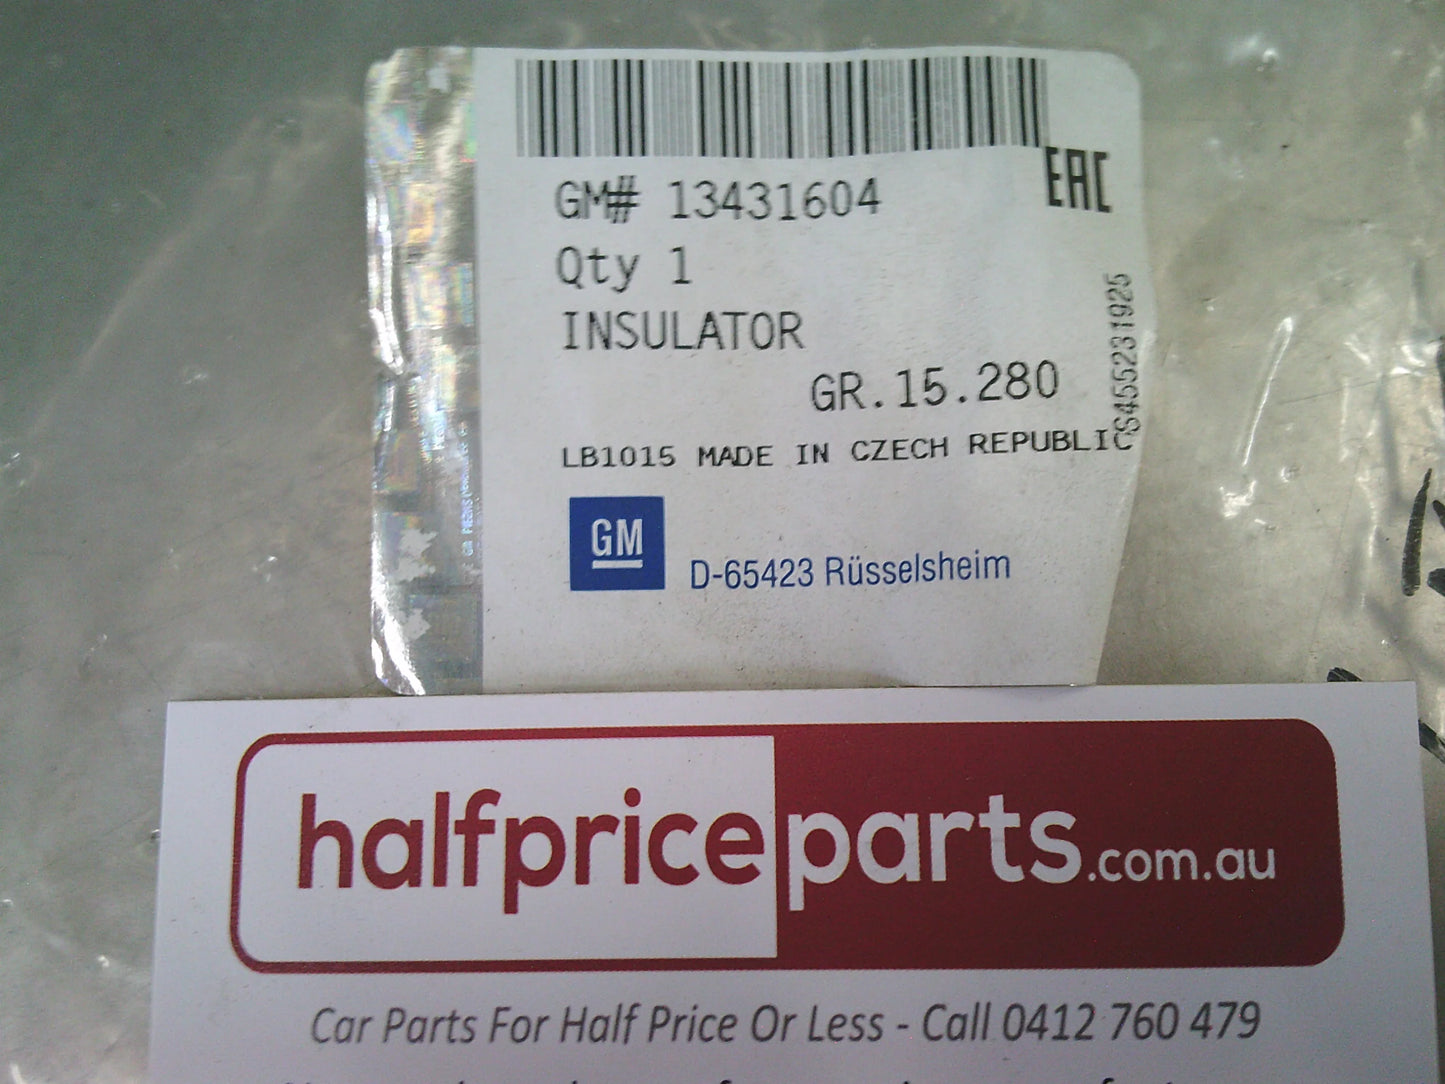 GM# 13431604
EAC
Qty 1
INSULATOR
GR.15.280
S455231925
LB1015 MADE IN CZECH REPUBLIC
GM
D-65423 Rüsselsheim
halfpriceparts.com.au
Car Parts For Half Price Or Less - Call 0412 760 479